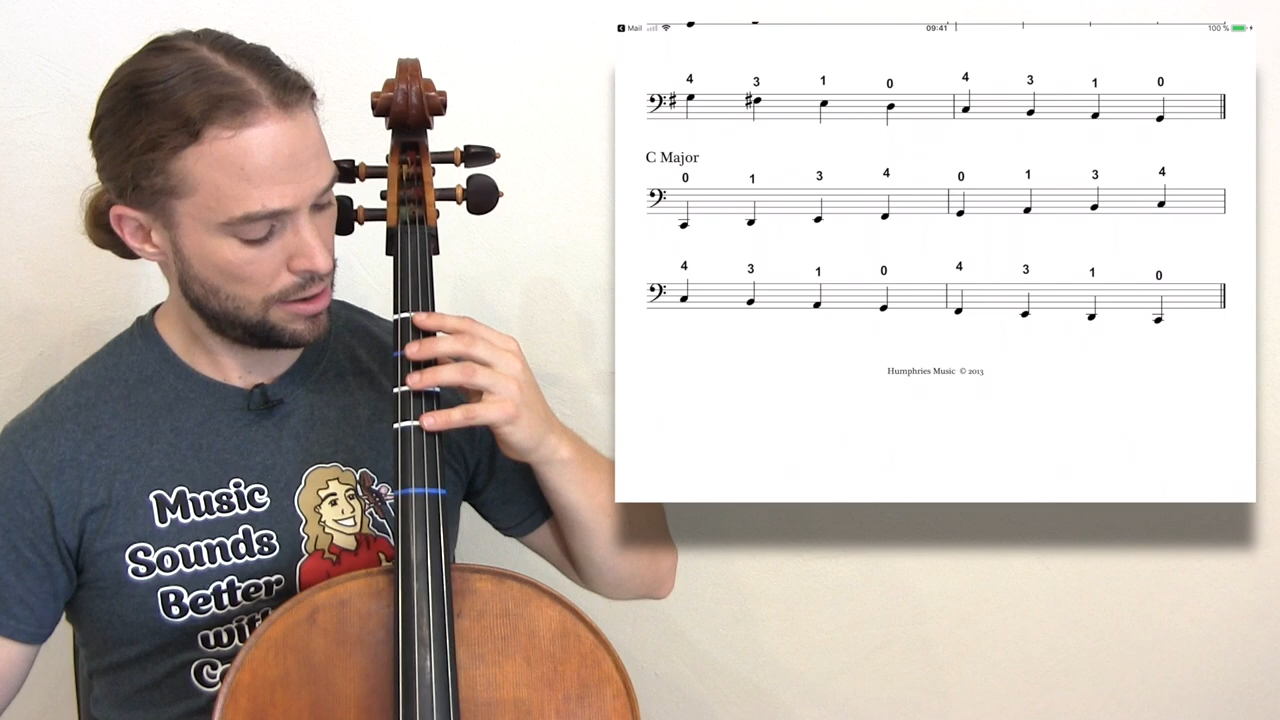 Mail 09:41 100 %
4 3 1 0 4 3 1 0
C Major
0 1 3 4 0 1 3 4
4 3 1 0 4 3 1 0
Humphries Music © 2013
Music
Sounds
Better